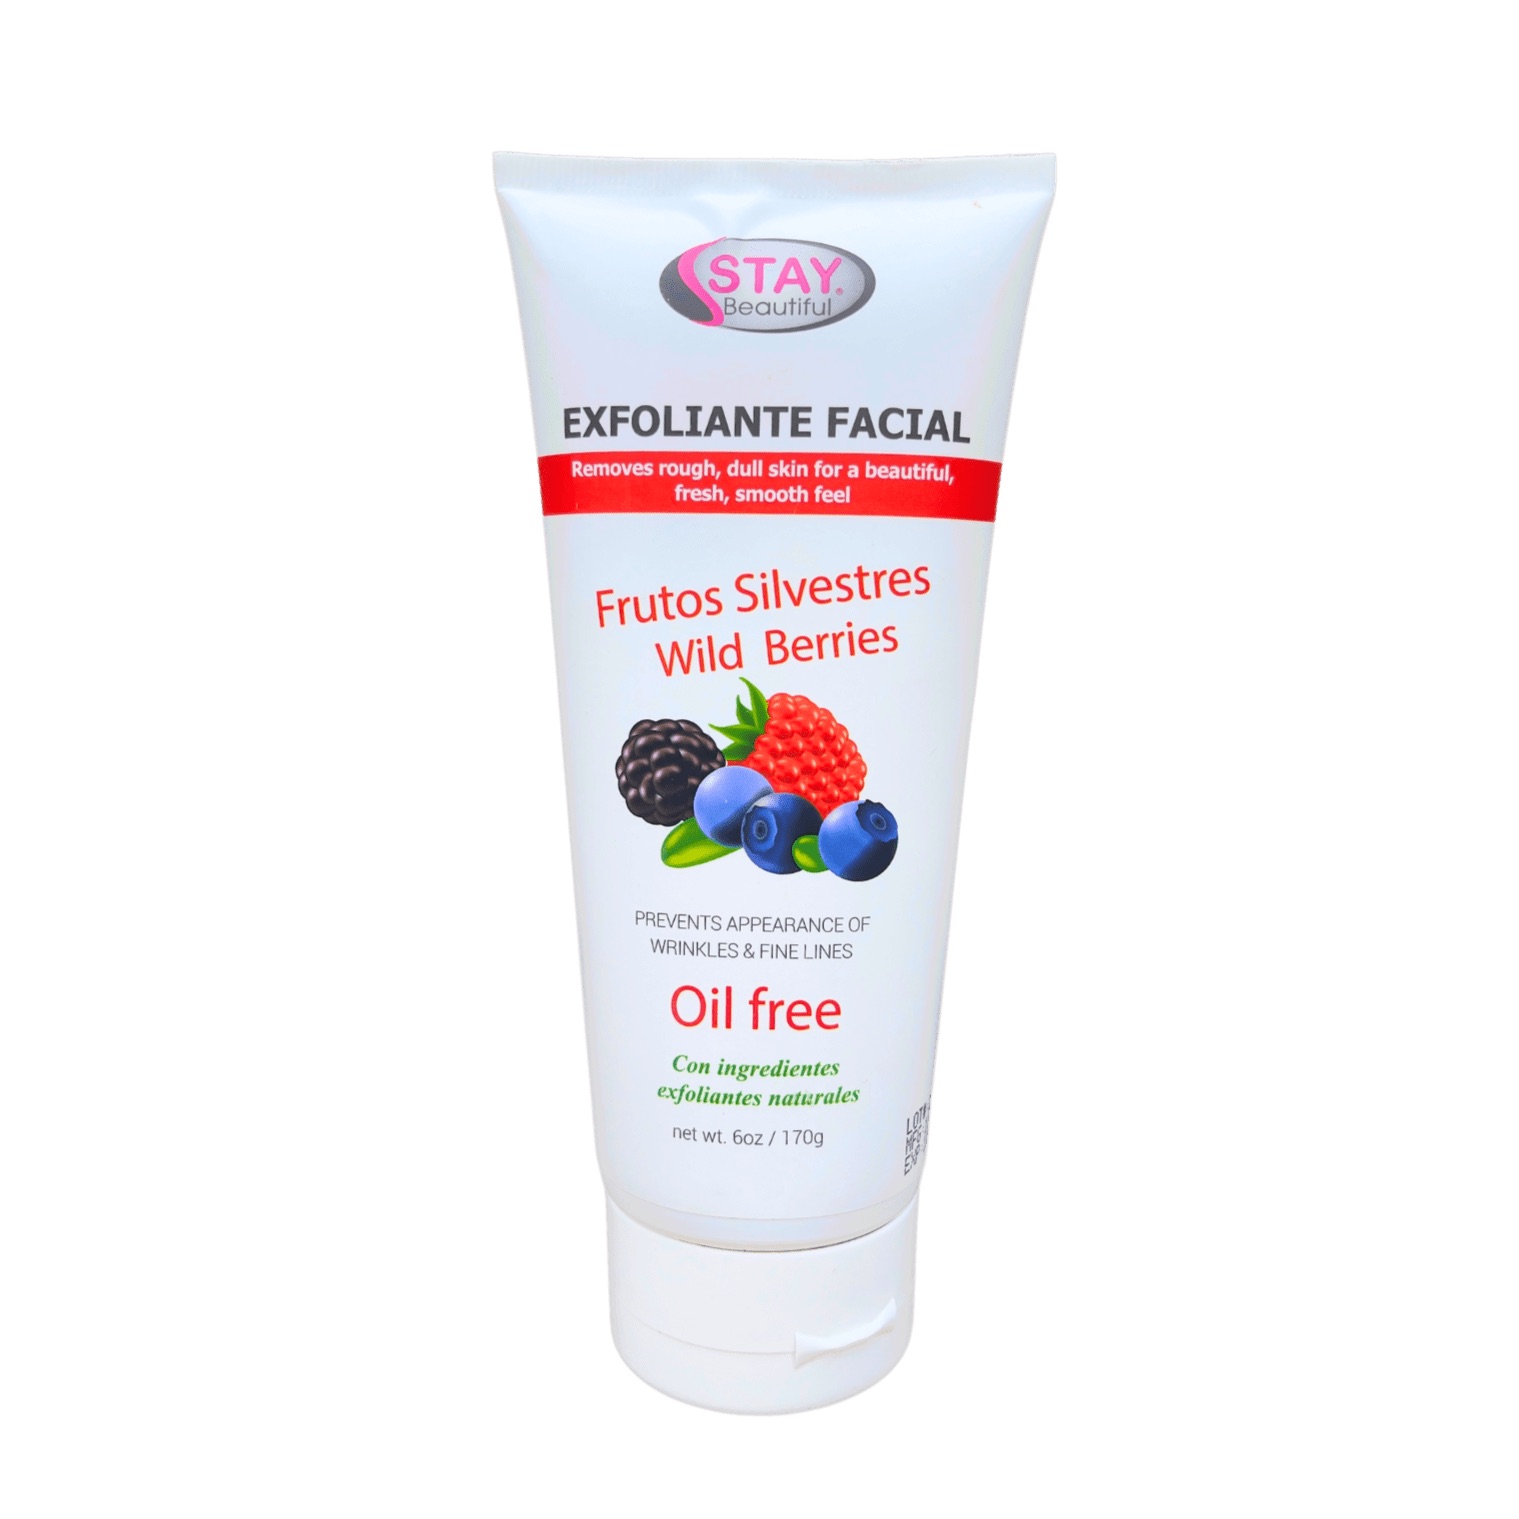 STAY®
Beautiful
EXFOLIANTE FACIAL
Removes rough, dull skin for a beautiful,
fresh, smooth feel
Frutos Silvestres
Wild Berries
PREVENTS APPEARANCE OF
WRINKLES & FINE LINES
Oil free
Con ingredientes
exfoliantes naturales
net wt. 6oz / 170g
LOT#